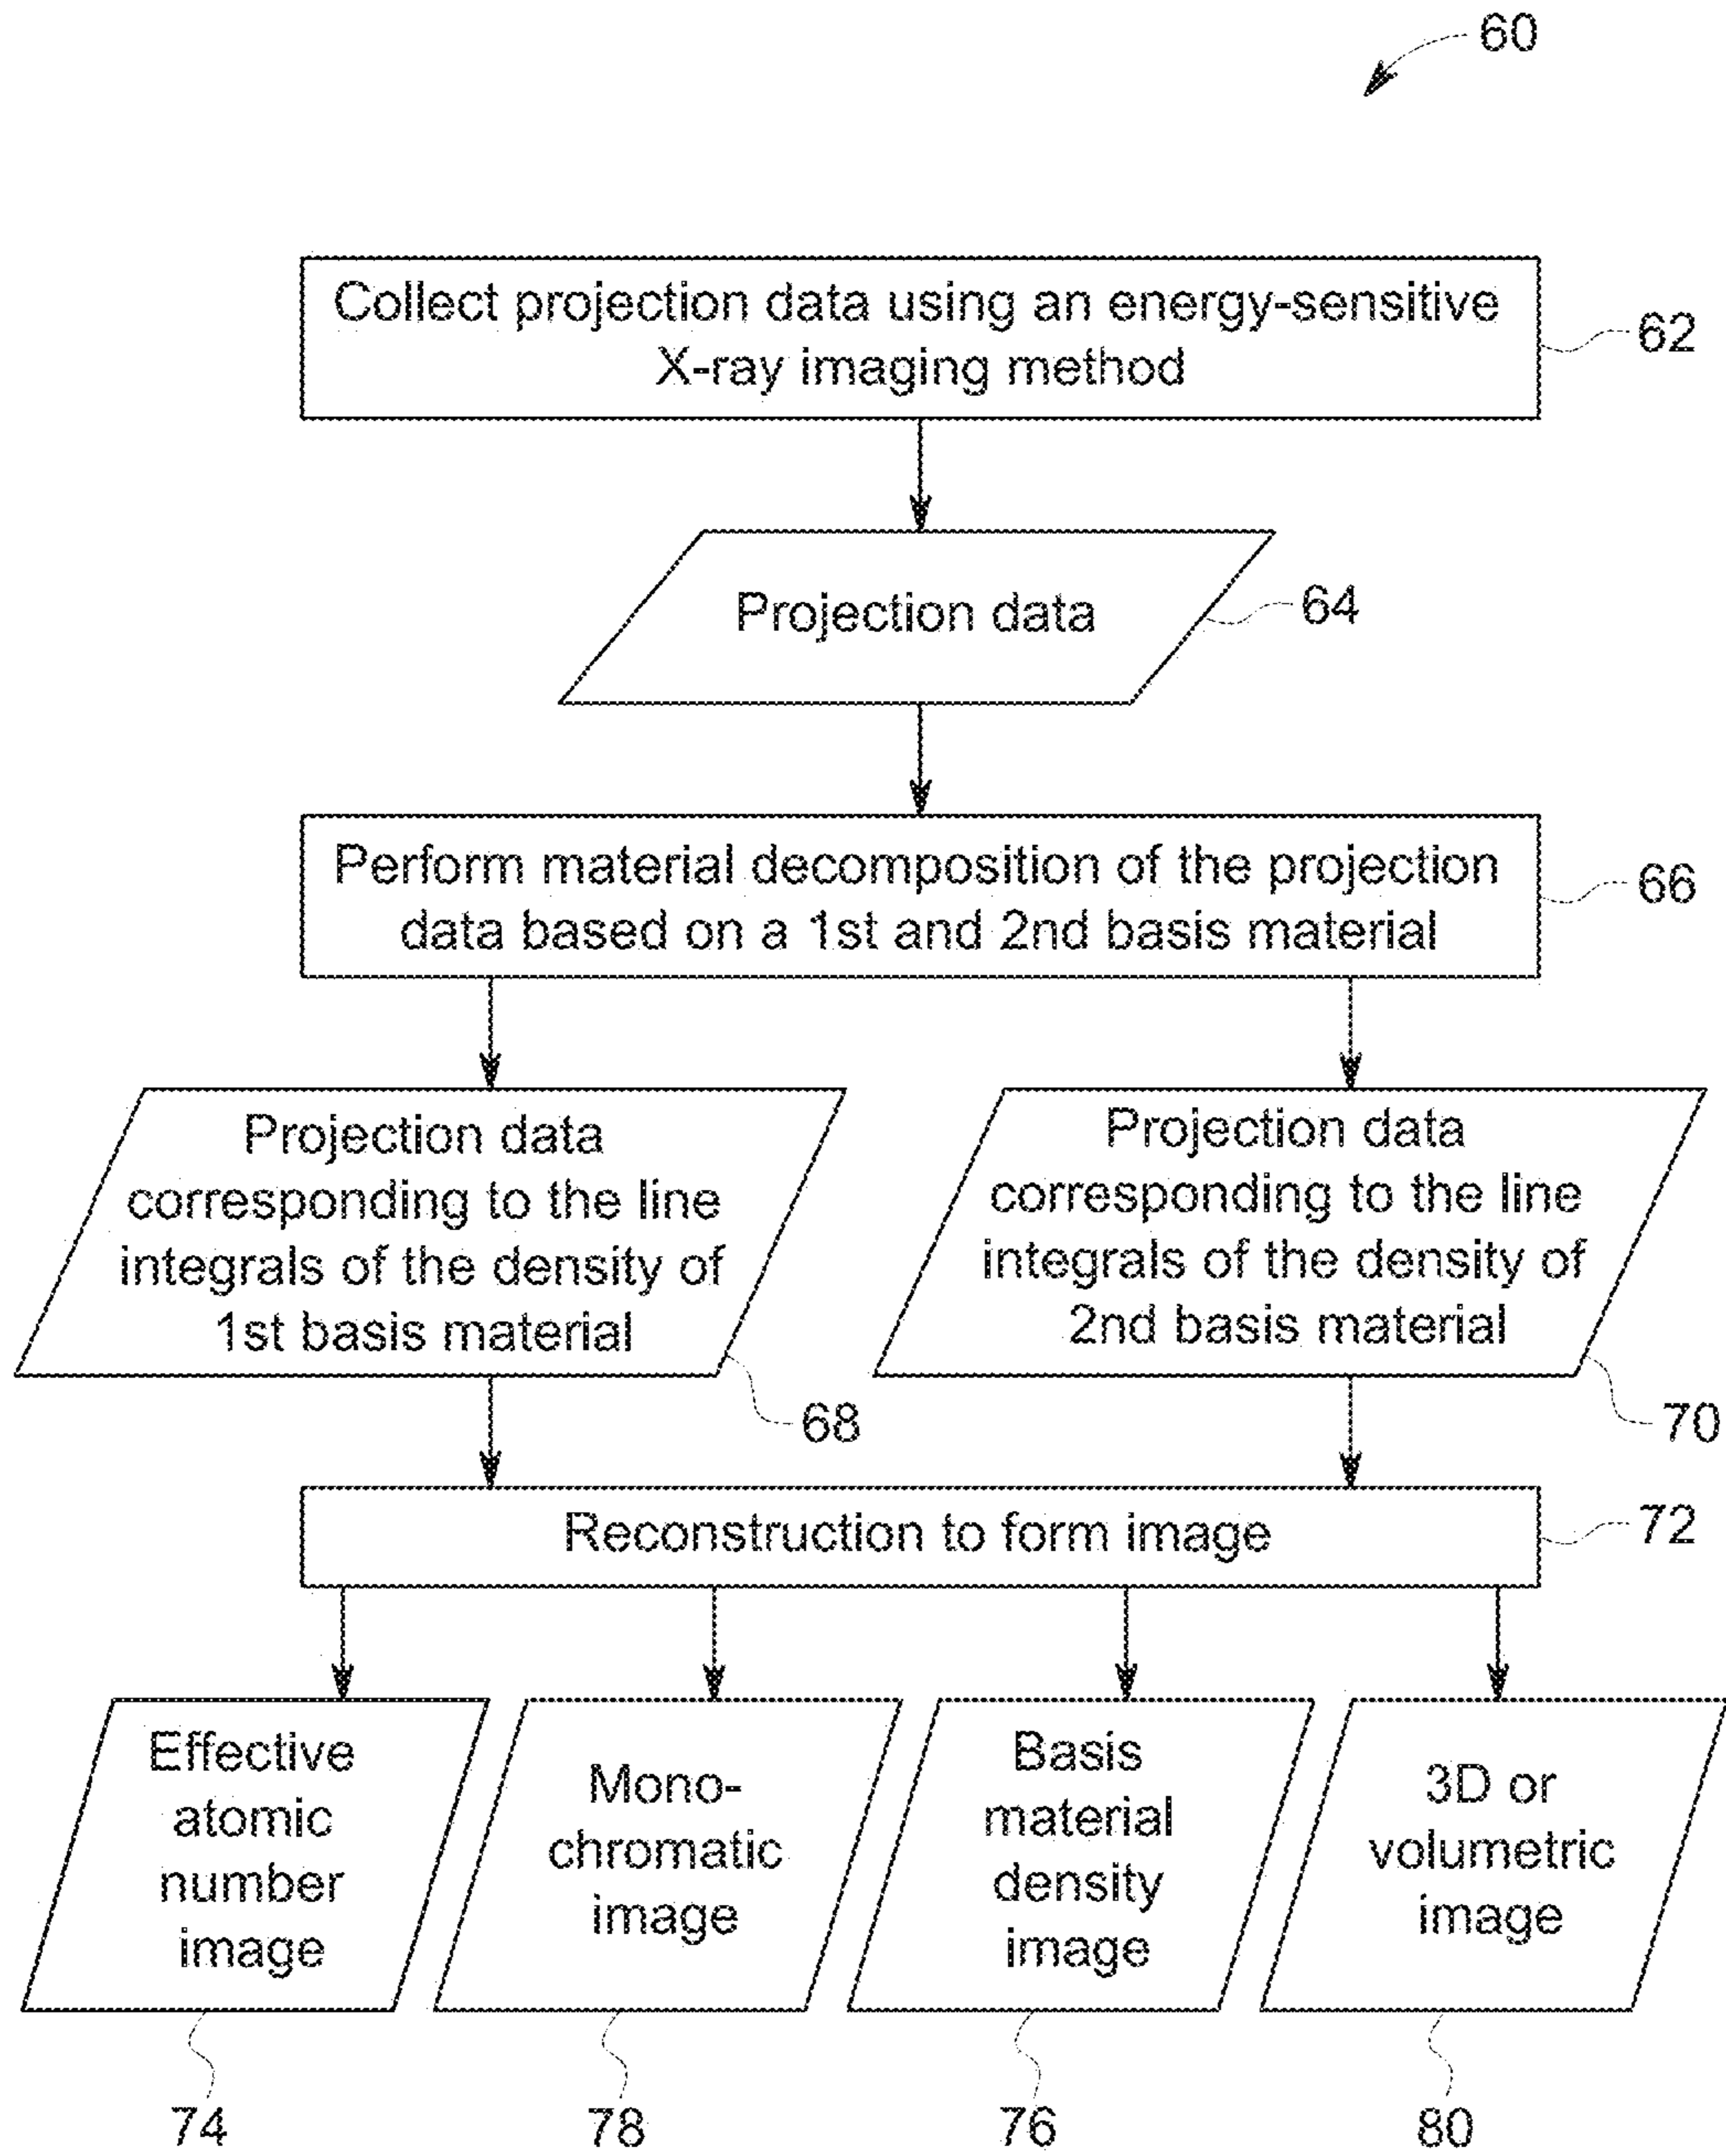 60
Collect projection data using an energy-sensitive
X-ray imaging method
62
Projection data
64
Perform material decomposition of the projection
data based on a 1st and 2nd basis material
66
Projection data
corresponding to the line
integrals of the density of
1st basis material
68
Projection data
corresponding to the line
integrals of the density of
2nd basis material
70
Reconstruction to form image
72
Effective
atomic
number
image
74
Mono-
chromatic
image
78
Basis
material
density
image
76
3D or
volumetric
image
80